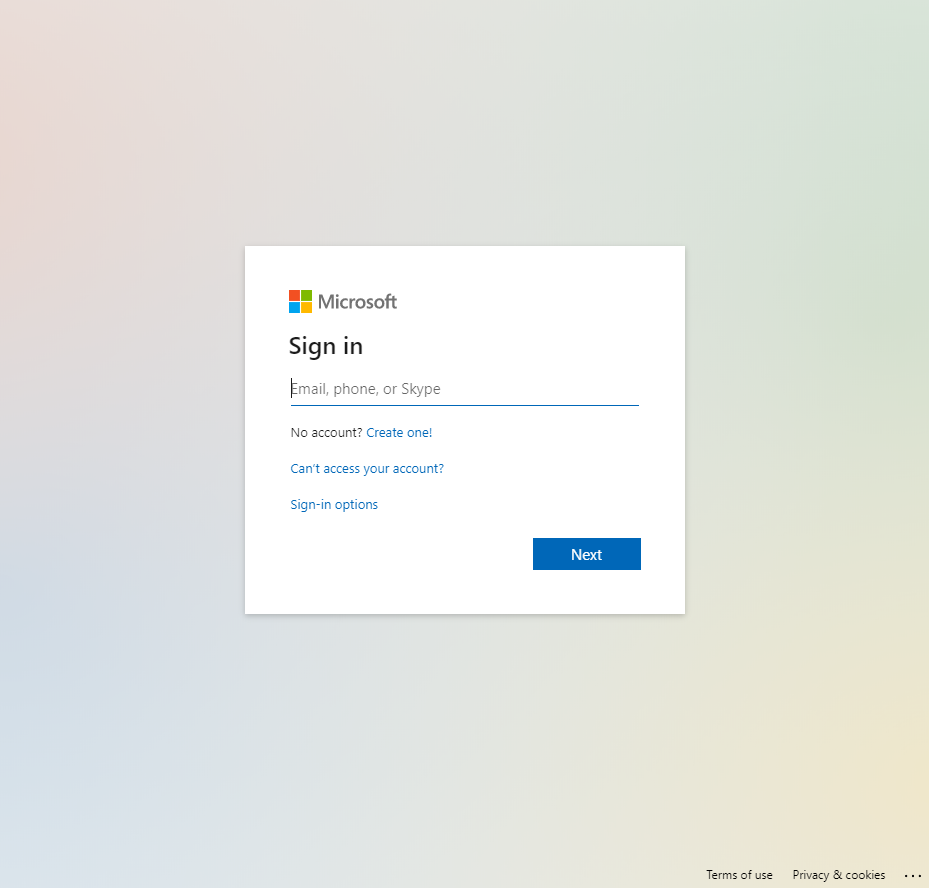 Microsoft
Sign in
Email, phone, or Skype
No account? Create one!
Can't access your account?
Sign-in options
Next
Terms of use Privacy & cookies ...